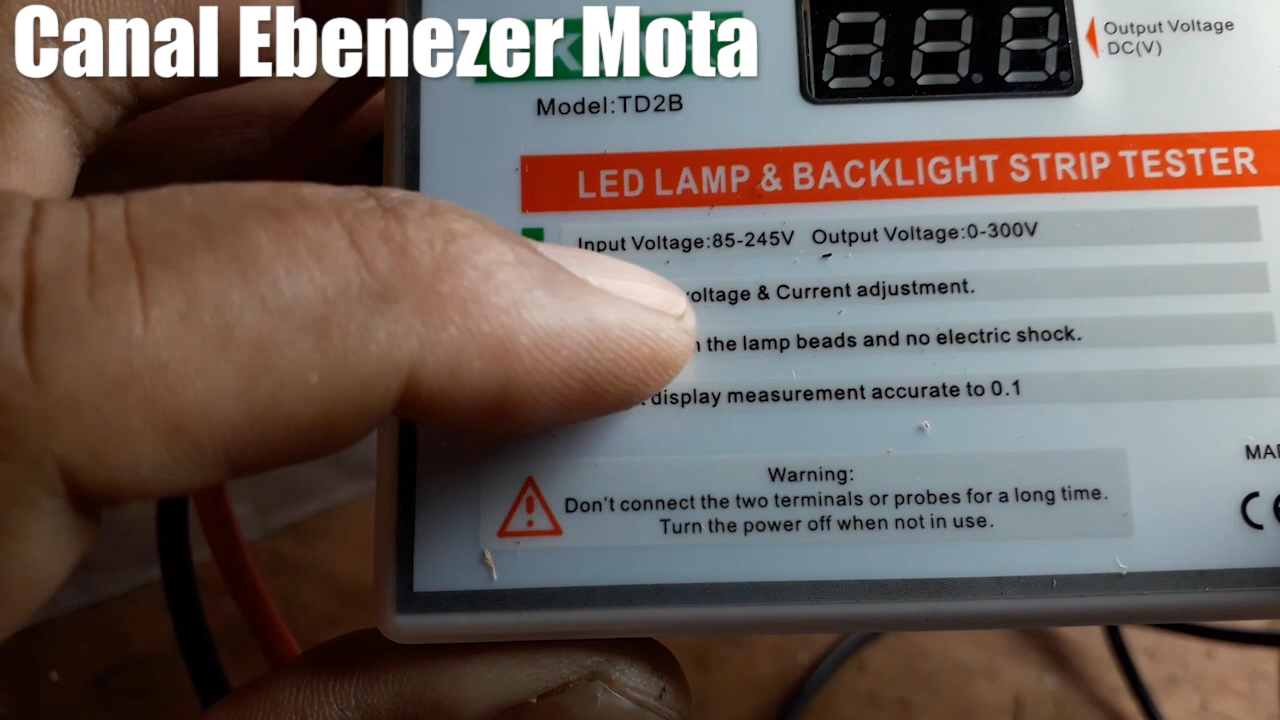 Canal Ebenezer Mota
Output Voltage
DC(V)
Model:TD2B
LED LAMP & BACKLIGHT STRIP TESTER
Input Voltage:85-245V Output Voltage:0-300V
voltage & Current adjustment.
the lamp beads and no electric shock.
display measurement accurate to 0.1
Warning:
Don't connect the two terminals or probes for a long time.
Turn the power off when not in use.